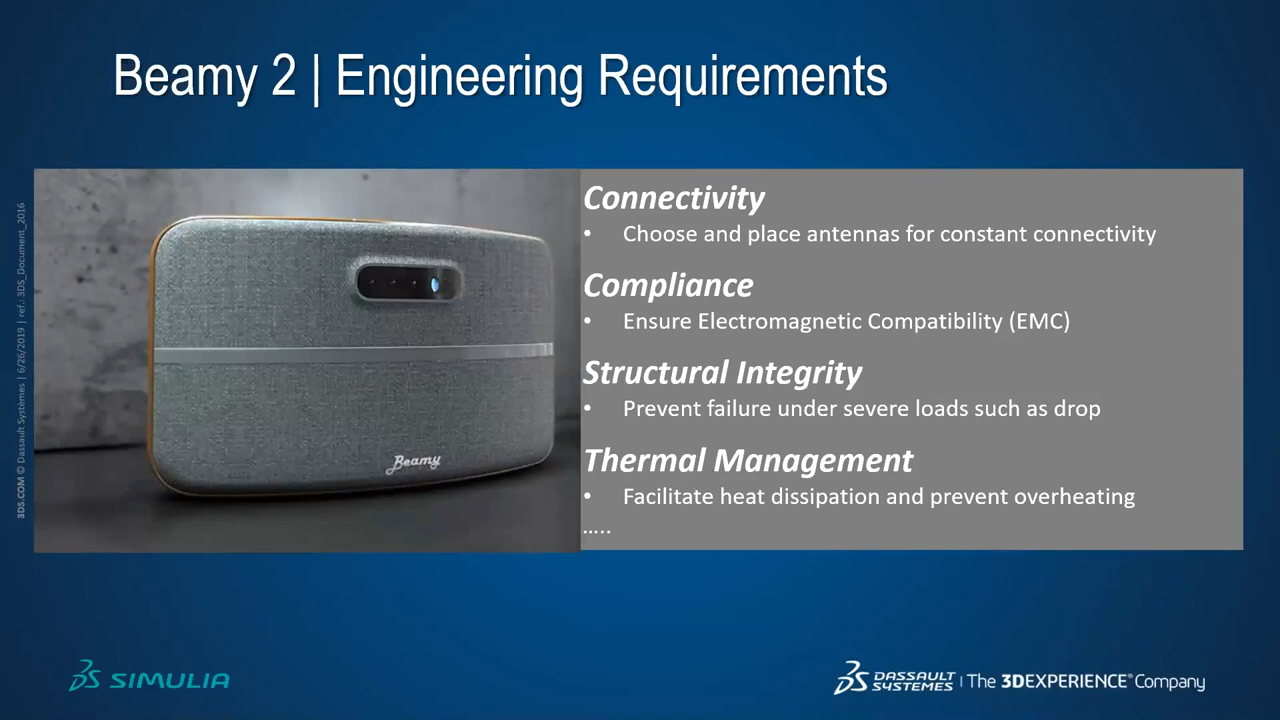 Beamy 2 | Engineering Requirements
3DS.COM © Dassault Systèmes | 6/26/2019 | ref.: 3DS_Document_2016
Beamy
Connectivity
• Choose and place antennas for constant connectivity
Compliance
• Ensure Electromagnetic Compatibility (EMC)
Structural Integrity
• Prevent failure under severe loads such as drop
Thermal Management
• Facilitate heat dissipation and prevent overheating
.....
SIMULIA
DASSAULT SYSTEMES | The 3DEXPERIENCE® Company